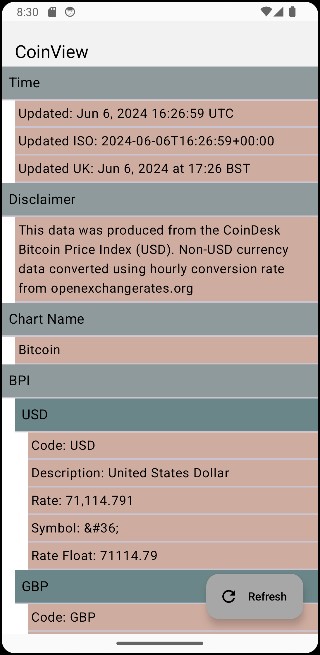 8:30
CoinView
Time
Updated: Jun 6, 2024 16:26:59 UTC
Updated ISO: 2024-06-06T16:26:59+00:00
Updated UK: Jun 6, 2024 at 17:26 BST
Disclaimer
This data was produced from the CoinDesk
Bitcoin Price Index (USD). Non-USD currency
data converted using hourly conversion rate
from openexchangerates.org
Chart Name
Bitcoin
BPI
USD
Code: USD
Description: United States Dollar
Rate: 71,114.791
Symbol: &#36;
Rate Float: 71114.79
GBP
Refresh
Code: GBP